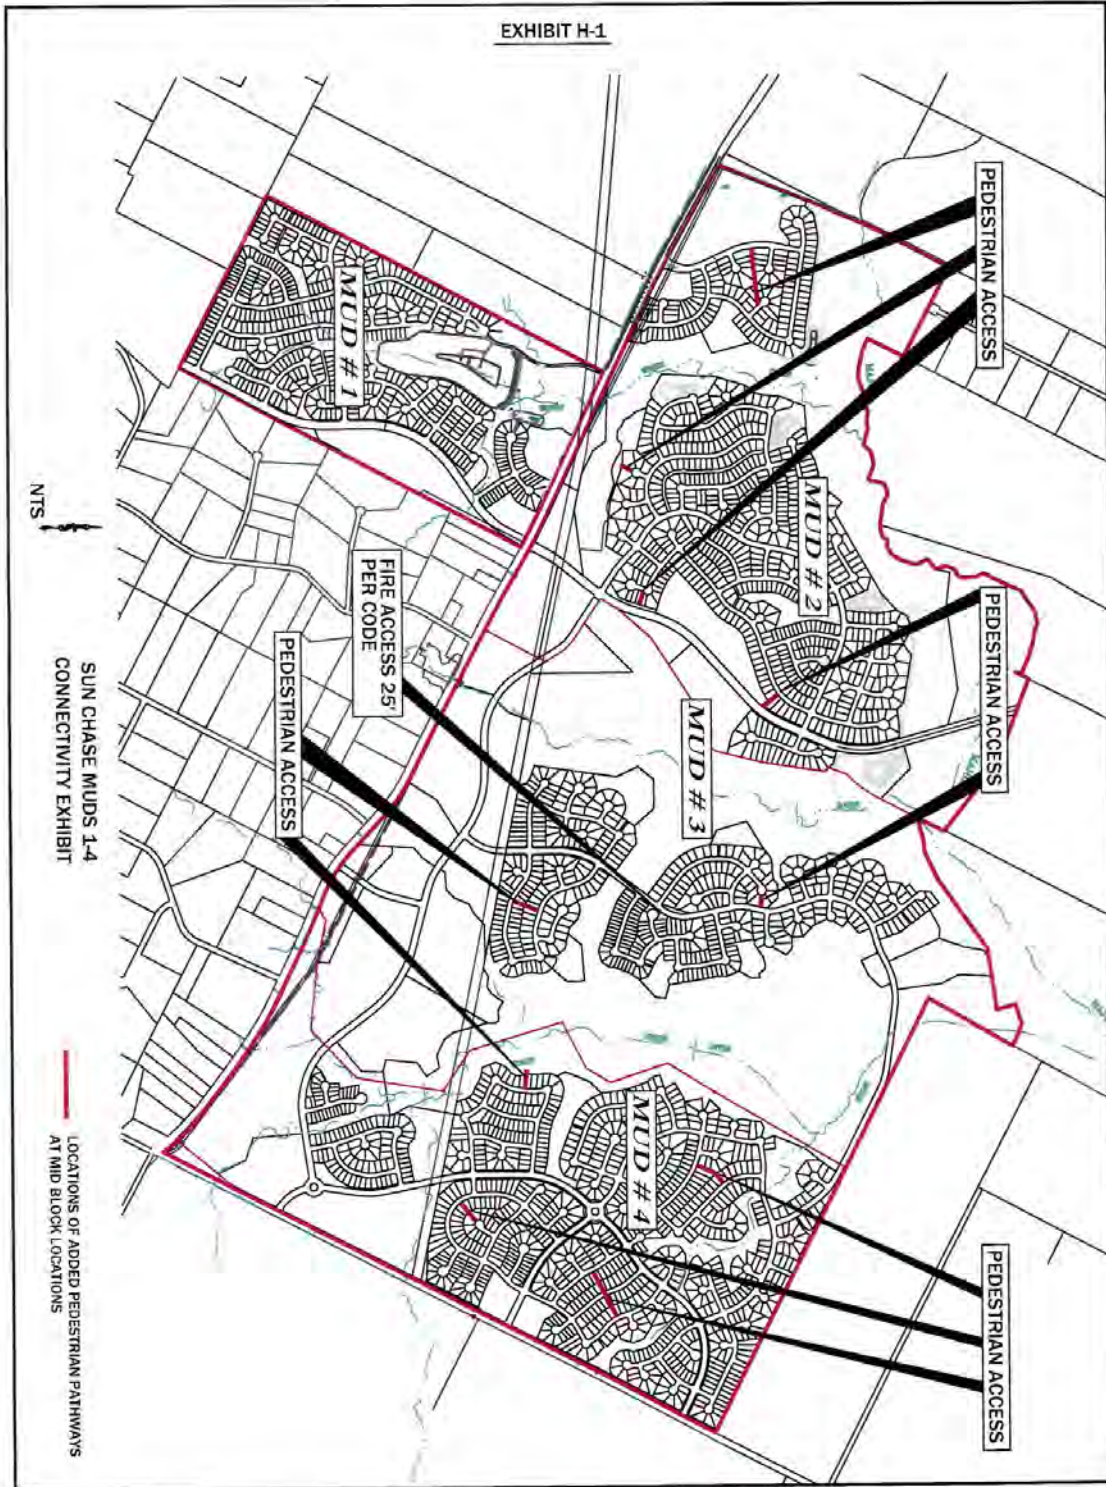 EXHIBIT H-1
PEDESTRIAN ACCESS
PEDESTRIAN ACCESS
PEDESTRIAN ACCESS
MUD # 1
MUD # 2
MUD # 3
MUD # 4
FIRE ACCESS 25'
PER CODE
PEDESTRIAN ACCESS
NTS
SUN CHASE MUDS 1-4
CONNECTIVITY EXHIBIT
LOCATIONS OF ADDED PEDESTRIAN PATHWAYS
AT MID BLOCK LOCATIONS